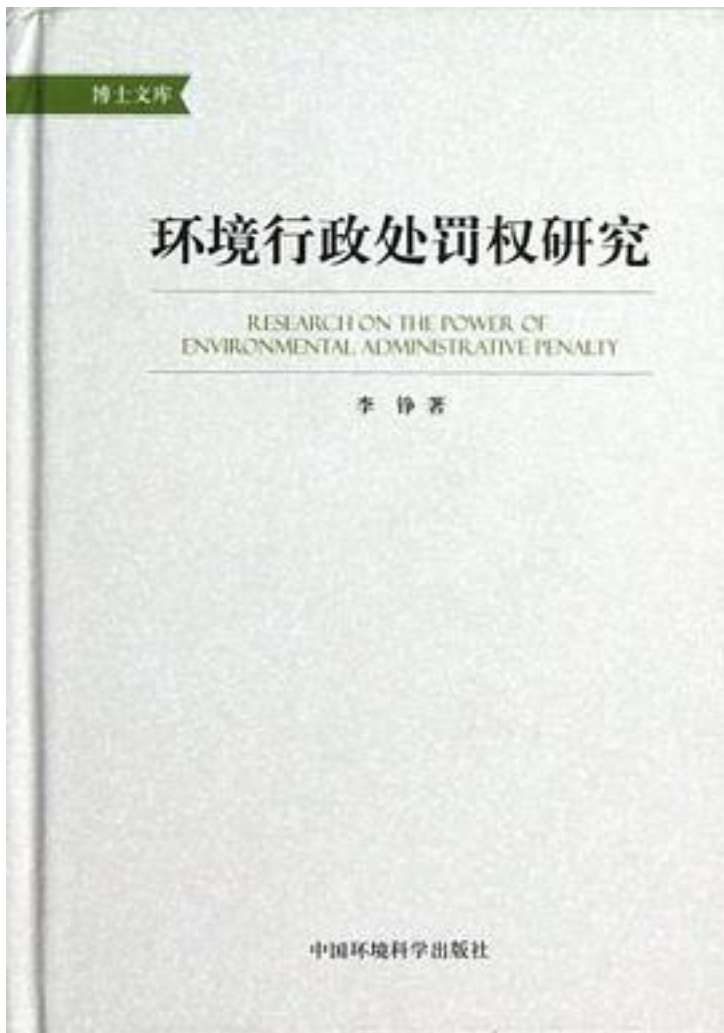 博士文库
环境行政处罚权研究
RESEARCH ON THE POWER OF
ENVIRONMENTAL ADMINISTRATIVE PENALTY
李 铮 著
中国环境科学出版社